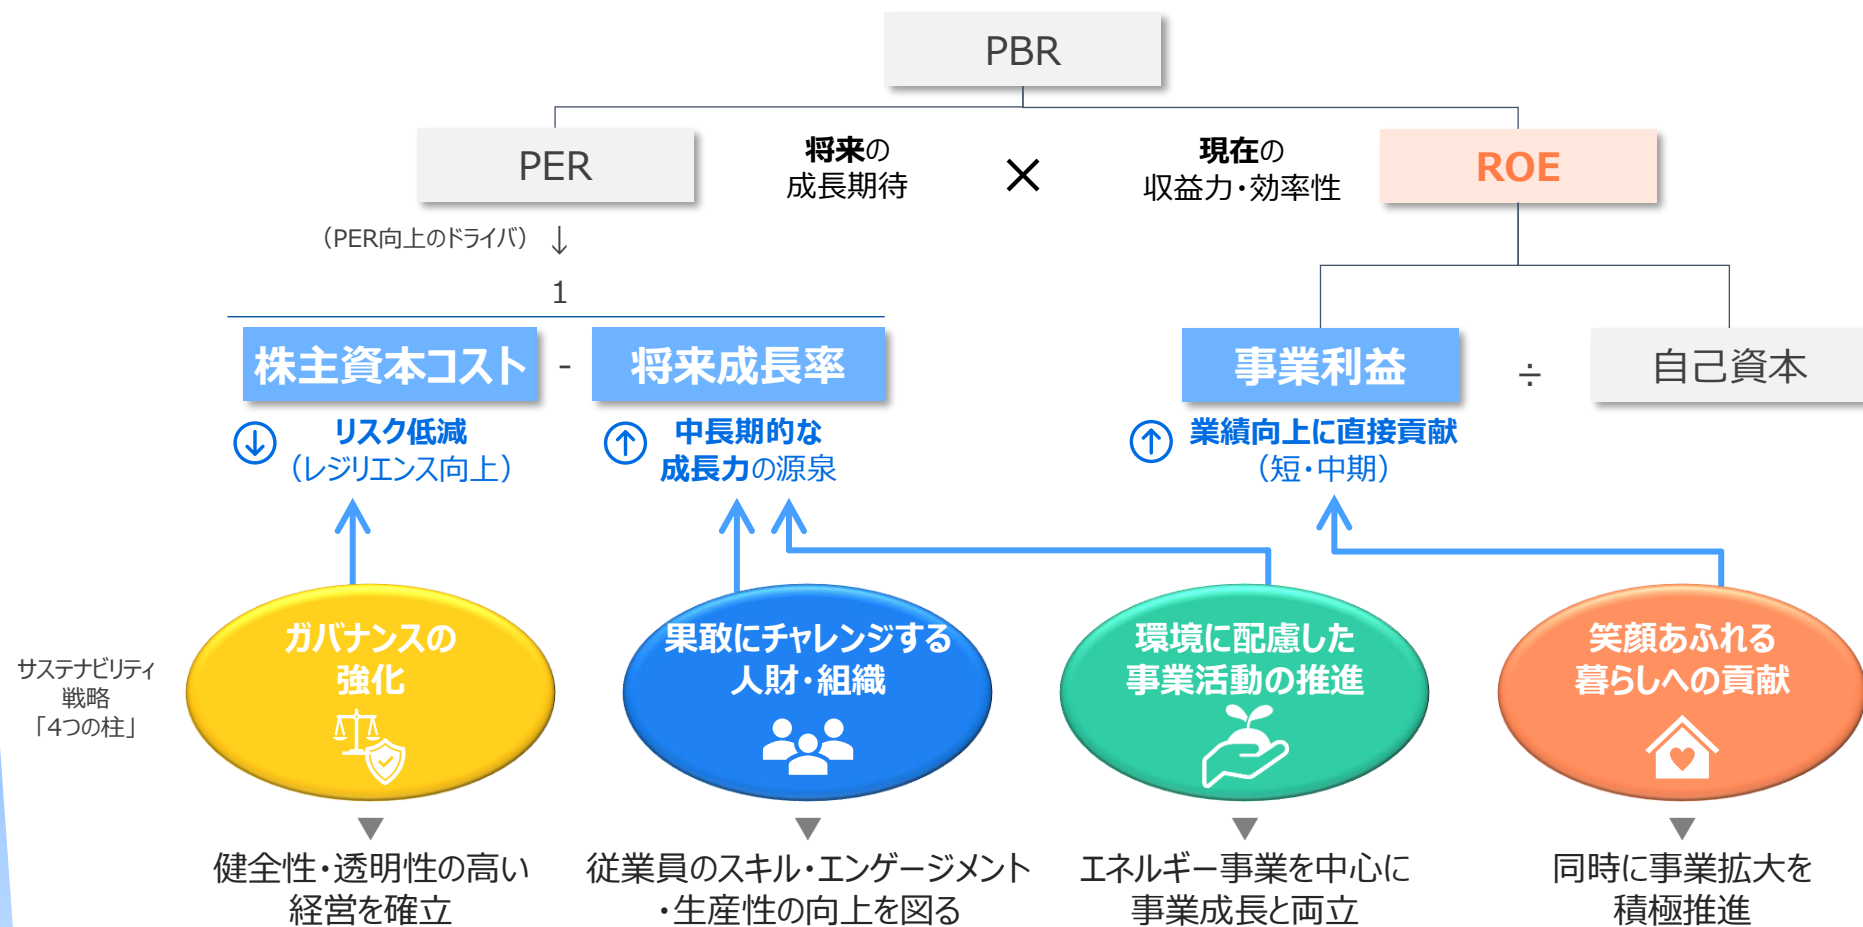 PBR
PER
将来の
成長期待
×
現在の
収益力・効率性
ROE
（PER向上のドライバ）↓
1
株主資本コスト
-
将来成長率
事業利益
÷
自己資本
リスク低減
（レジリエンス向上）
中長期的な
成長力の源泉
業績向上に直接貢献
（短・中期）
サステナビリティ
戦略
「4つの柱」
ガバナンスの
強化
果敢にチャレンジする
人財・組織
環境に配慮した
事業活動の推進
笑顔あふれる
暮らしへの貢献
健全性・透明性の高い
経営を確立
従業員のスキル・エンゲージメント
・生産性の向上を図る
エネルギー事業を中心に
事業成長と両立
同時に事業拡大を
積極推進